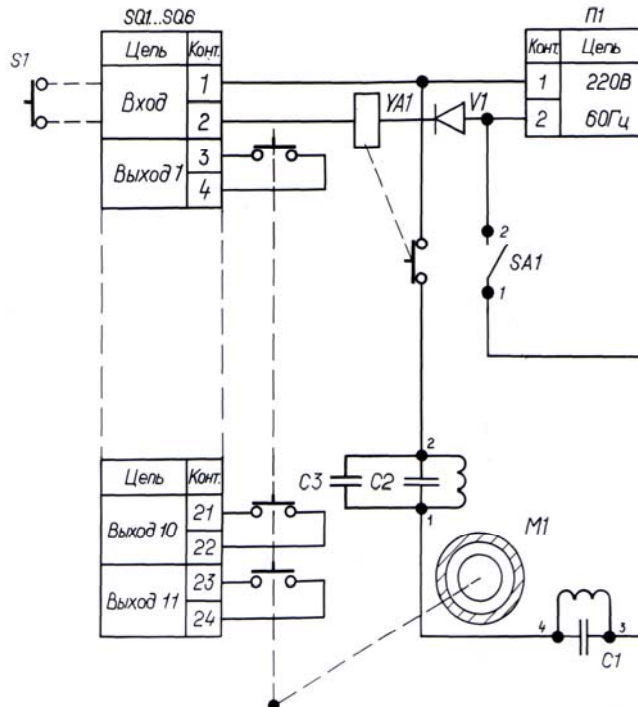 SQ1...SQ6
Цепь Конт.
Вход 1
2
Выход 1 3
4
S1
П1
Конт. Цепь
1 220В
2 60Гц
YA1
V1
2
SA1
1
2
C3
C2
1
Цепь Конт.
Выход 10 21
22
Выход 11 23
24
M1
4
3
C1